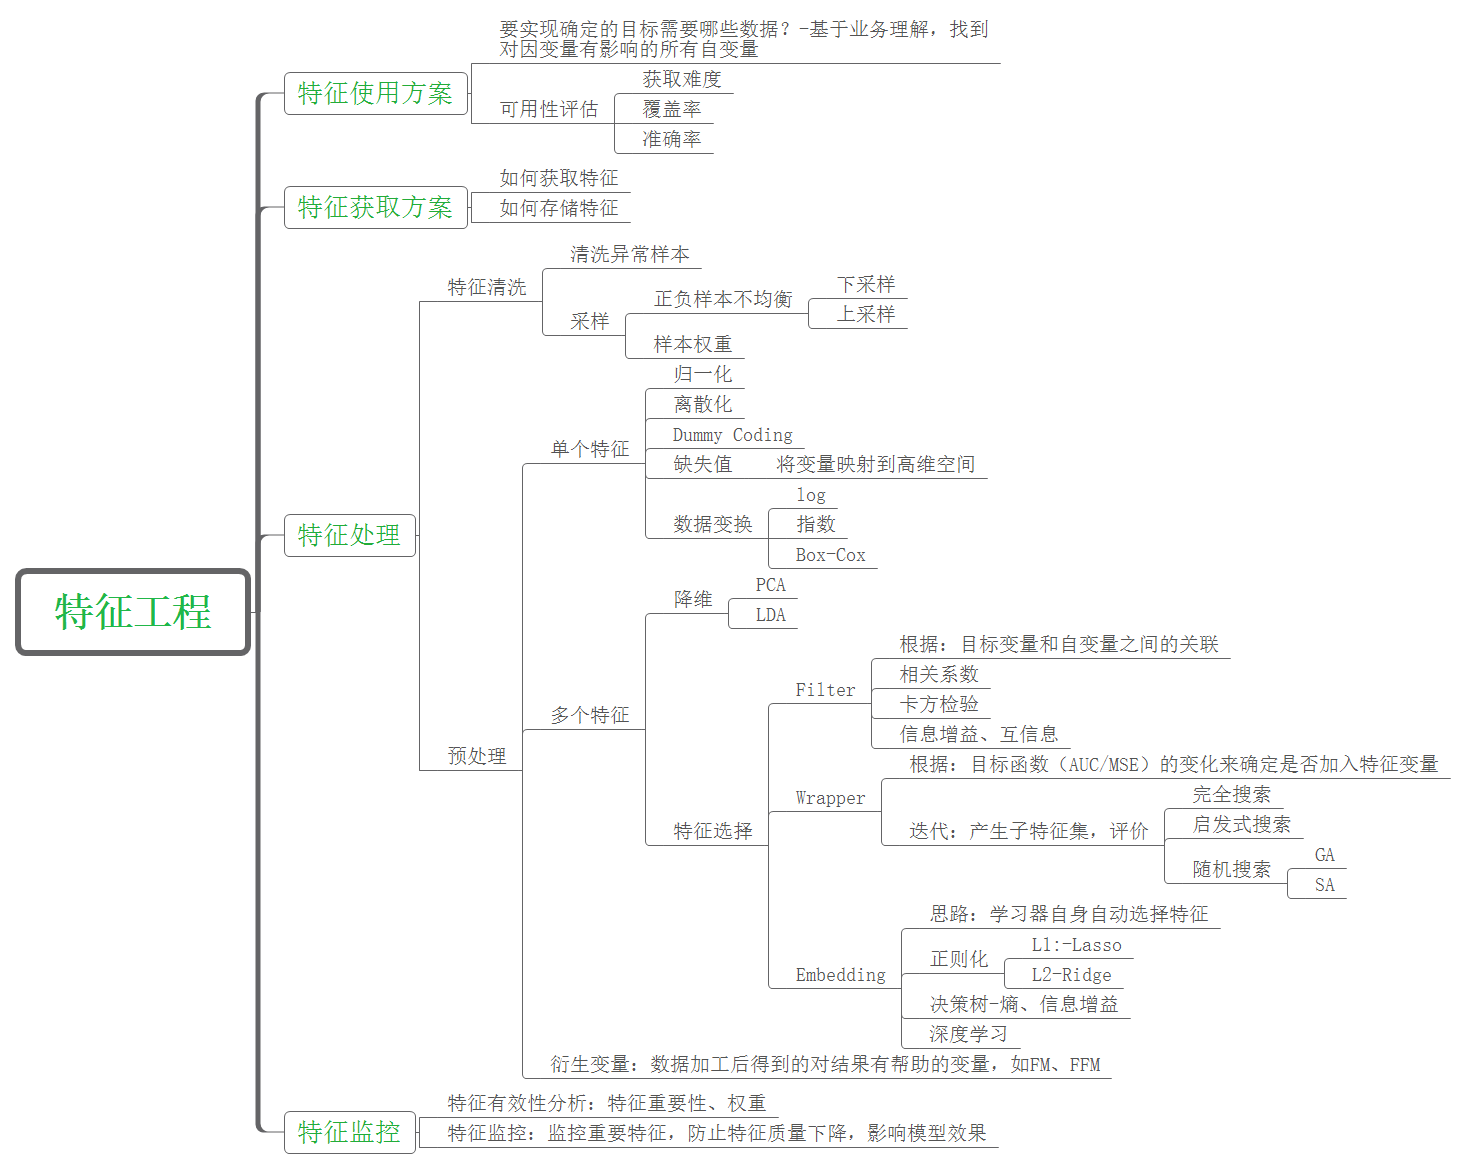 特征工程
特征使用方案
要实现确定的目标需要哪些数据？-基于业务理解，找到
对因变量有影响的所有自变量
可用性评估
获取难度
覆盖率
准确率
特征获取方案
如何获取特征
如何存储特征
特征处理
特征清洗
清洗异常样本
采样
正负样本不均衡
下采样
上采样
样本权重
预处理
单个特征
归一化
离散化
Dummy Coding
缺失值
将变量映射到高维空间
数据变换
log
指数
Box-Cox
多个特征
降维
PCA
LDA
特征选择
Filter
根据：目标变量和自变量之间的关联
相关系数
卡方检验
信息增益、互信息
Wrapper
根据：目标函数（AUC/MSE）的变化来确定是否加入特征变量
迭代：产生子特征集，评价
完全搜索
启发式搜索
随机搜索
GA
SA
Embedding
思路：学习器自身自动选择特征
正则化
L1:-Lasso
L2-Ridge
决策树-熵、信息增益
深度学习
衍生变量：数据加工后得到的对结果有帮助的变量，如FM、FFM
特征监控
特征有效性分析：特征重要性、权重
特征监控：监控重要特征，防止特征质量下降，影响模型效果